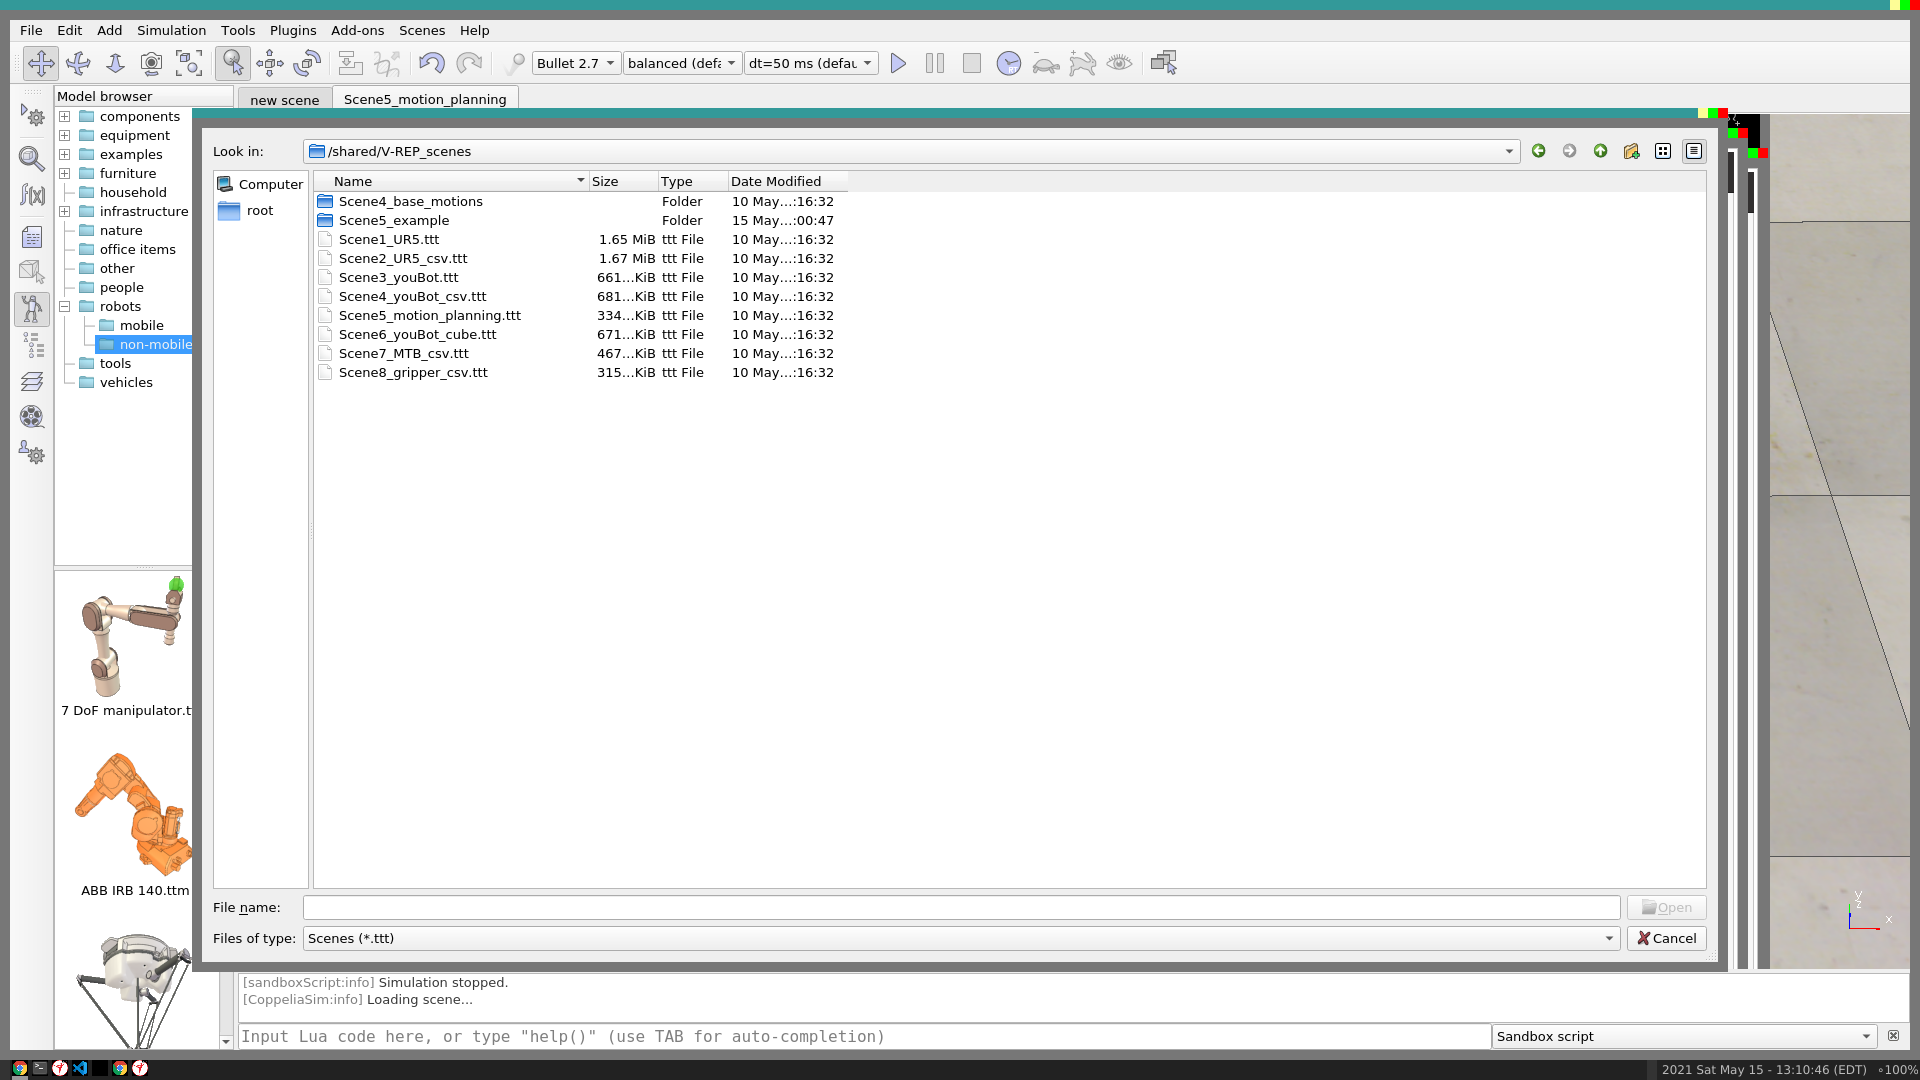 File Edit Add Simulation Tools Plugins Add-ons Scenes Help
Bullet 2.7 balanced (defa dt=50 ms (defau
Model browser new scene Scene5_motion_planning
components
equipment
examples
furniture
household
infrastructure
nature
office items
other
people
robots
mobile
non-mobile
tools
vehicles
7 DoF manipulator.t
ABB IRB 140.ttm
Look in: /shared/V-REP_scenes
Computer
root
Name Size Type Date Modified
Scene4_base_motions Folder 10 May...:16:32
Scene5_example Folder 15 May...:00:47
Scene1_UR5.ttt 1.65 MiB ttt File 10 May...:16:32
Scene2_UR5_csv.ttt 1.67 MiB ttt File 10 May...:16:32
Scene3_youBot.ttt 661...KiB ttt File 10 May...:16:32
Scene4_youBot_csv.ttt 681...KiB ttt File 10 May...:16:32
Scene5_motion_planning.ttt 334...KiB ttt File 10 May...:16:32
Scene6_youBot_cube.ttt 671...KiB ttt File 10 May...:16:32
Scene7_MTB_csv.ttt 467...KiB ttt File 10 May...:16:32
Scene8_gripper_csv.ttt 315...KiB ttt File 10 May...:16:32
File name: Open
Files of type: Scenes (*.ttt) Cancel
y
z
x
[sandboxScript:info] Simulation stopped.
[CoppeliaSim:info] Loading scene...
Input Lua code here, or type "help()" (use TAB for auto-completion) Sandbox script
2021 Sat May 15 - 13:10:46 (EDT) ∘100%